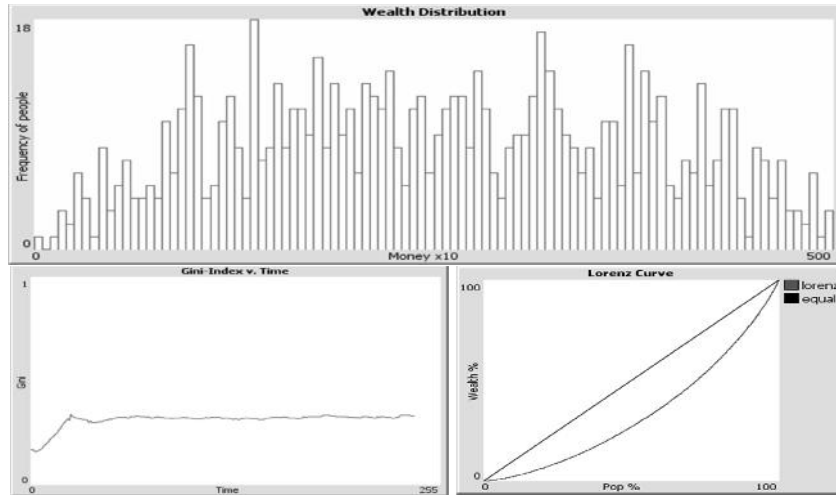 Wealth Distribution
18
Frequency of people
0
0
Money x10
500
Gini-Index v. Time
1
Gini
0
0
Time
255
Lorenz Curve
100
Wealth %
0
0
Pop %
100
lorenz
equal